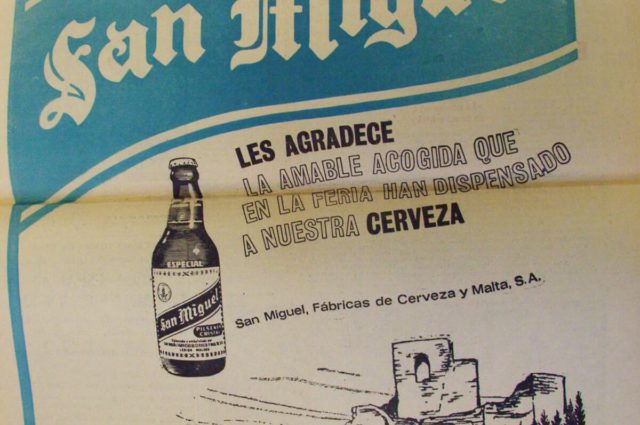 San Miguel
LES AGRADECE
LA AMABLE ACOGIDA QUE
EN LA FERIA HAN DISPENSADO
A NUESTRA CERVEZA
ESPECIAL
San Miguel
San Miguel, Fábricas de Cerveza y Malta, S.A.